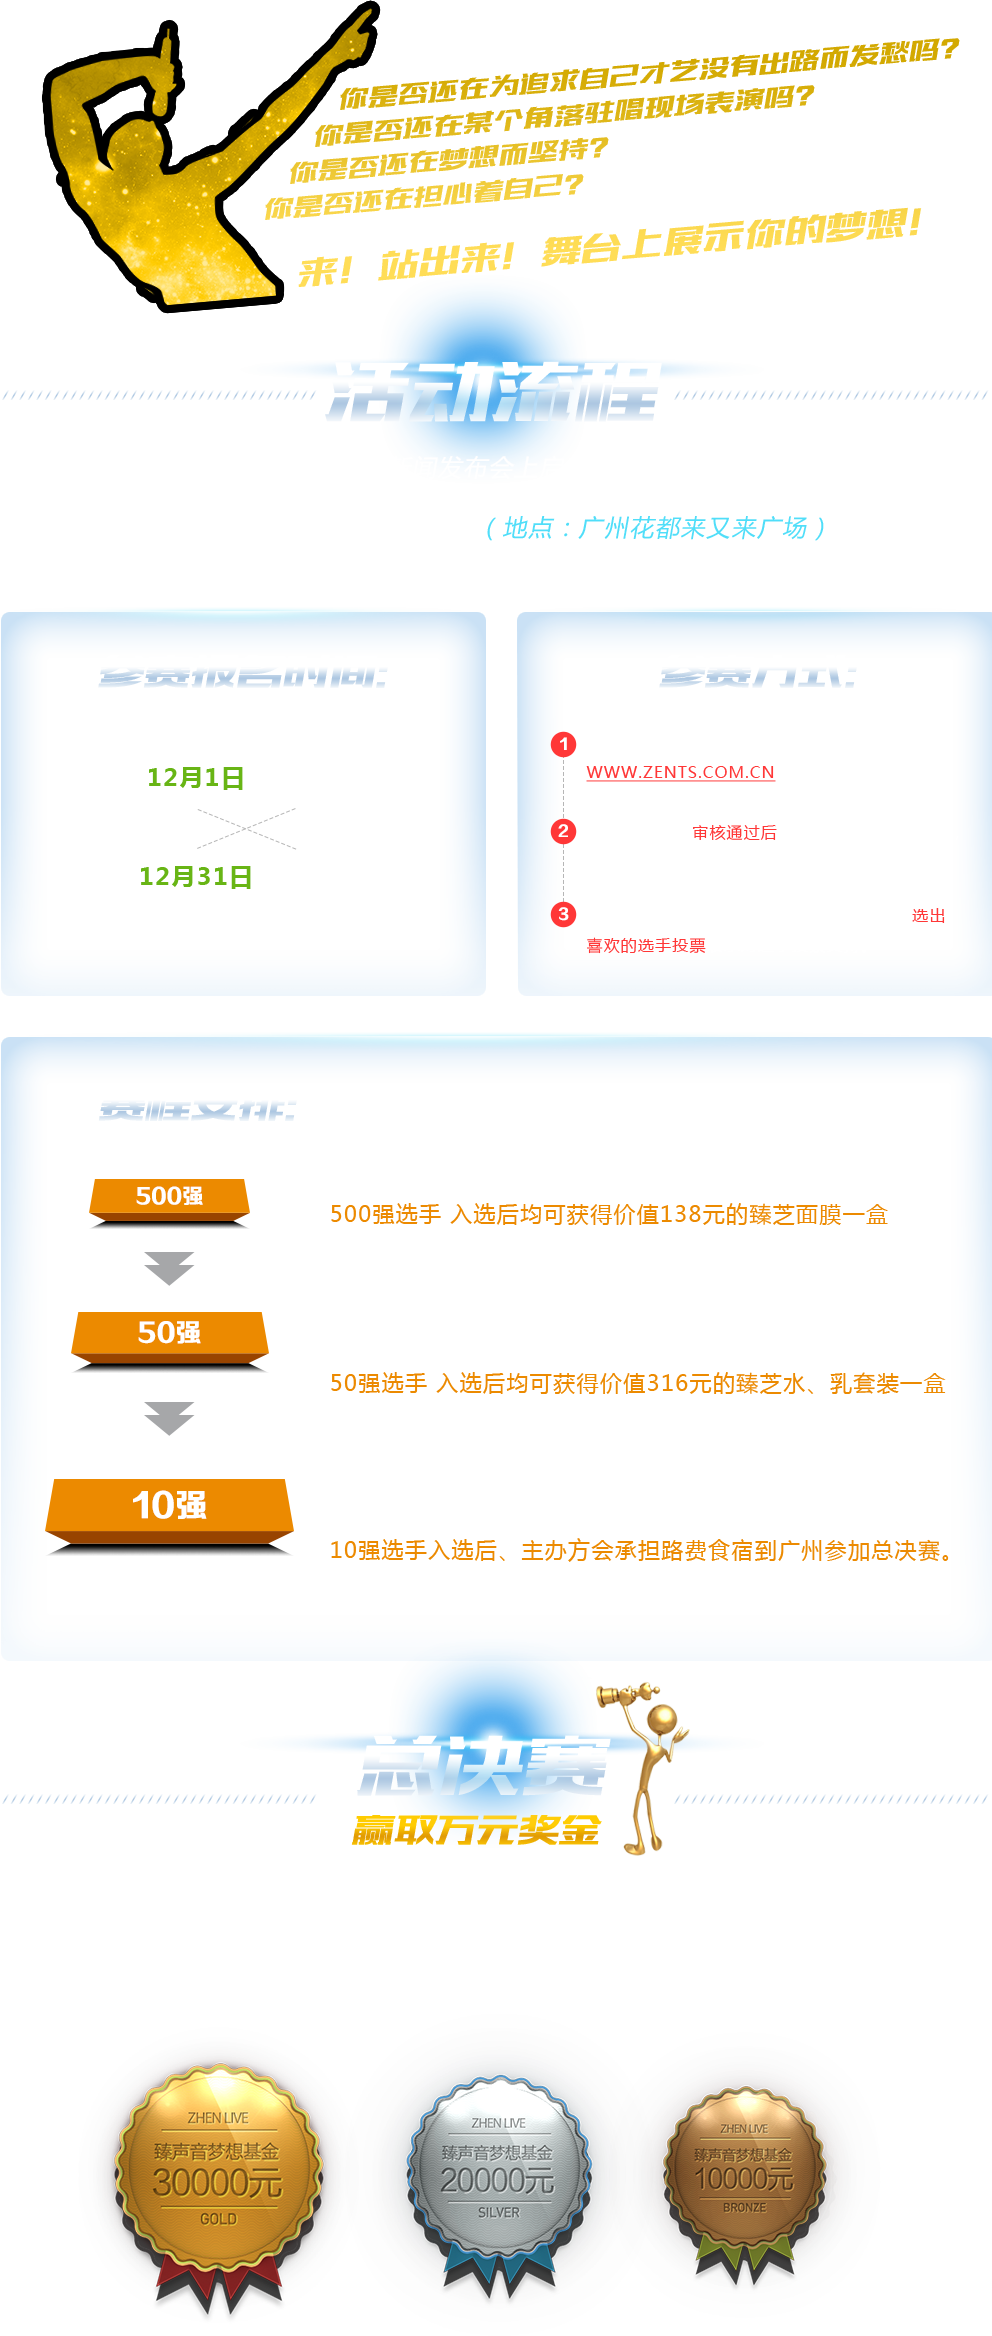 你是否还在为追求自己才艺没有出路而发愁吗？
你是否还在某个角落驻唱现场表演吗？
你是否还在梦想而坚持？
你是否还在担心着自己？
来！站出来！舞台上展示你的梦想！
活动流程
发布会
（地点：广州花都来又来广场）
参赛报名时间:
12月1日
12月31日
参赛方式:
1
WWW.ZENTS.COM.CN
2
审核通过后
3
选出
喜欢的选手投票
赛程安排:
500强
500强选手 入选后均可获得价值138元的臻芝面膜一盒
50强
50强选手 入选后均可获得价值316元的臻芝水、乳套装一盒
10强
10强选手入选后、主办方会承担路费食宿到广州参加总决赛。
总决赛
赢取万元奖金
ZHEN LIVE
臻声音梦想基金
30000元
GOLD
ZHEN LIVE
臻声音梦想基金
20000元
SILVER
ZHEN LIVE
臻声音梦想基金
10000元
BRONZE